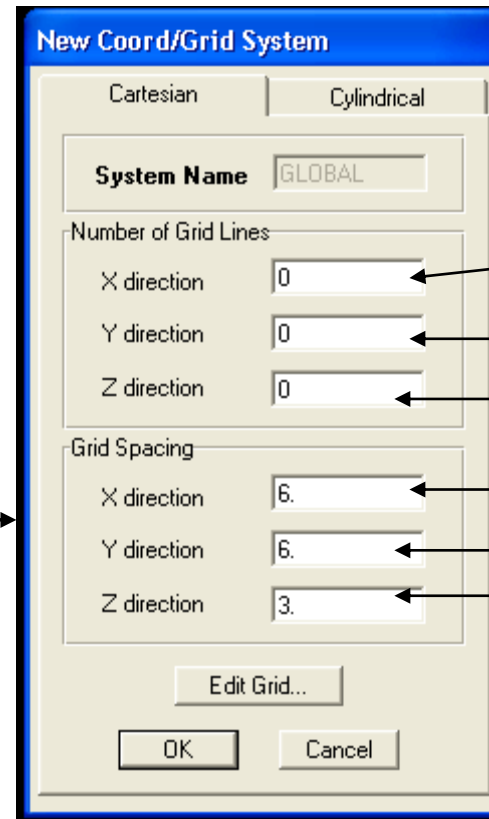 New Coord/Grid System
Cartesian Cylindrical
System Name GLOBAL
Number of Grid Lines
X direction 0
Y direction 0
Z direction 0
Grid Spacing
X direction 6.
Y direction 6.
Z direction 3.
Edit Grid...
OK Cancel